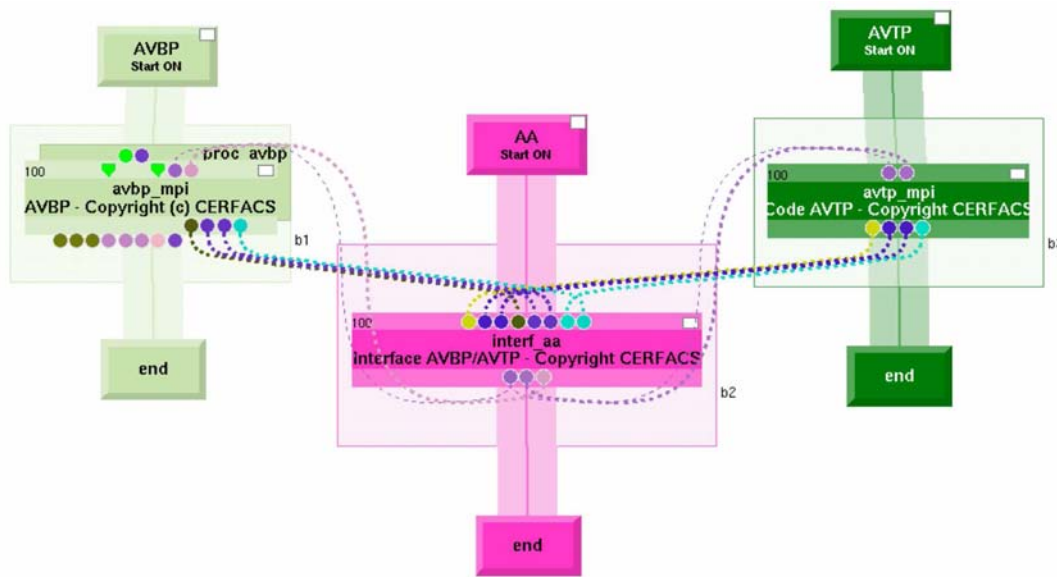 AVBP
Start ON
AVTP
Start ON
AA
Start ON
proc_avbp
100
avbp_mpi
AVBP - Copyright (c) CERFACS
b1
100
avtp_mpi
Code AVTP - Copyright CERFACS
100
interf_aa
interface AVBP/AVTP - Copyright CERFACS
b2
end
end
end